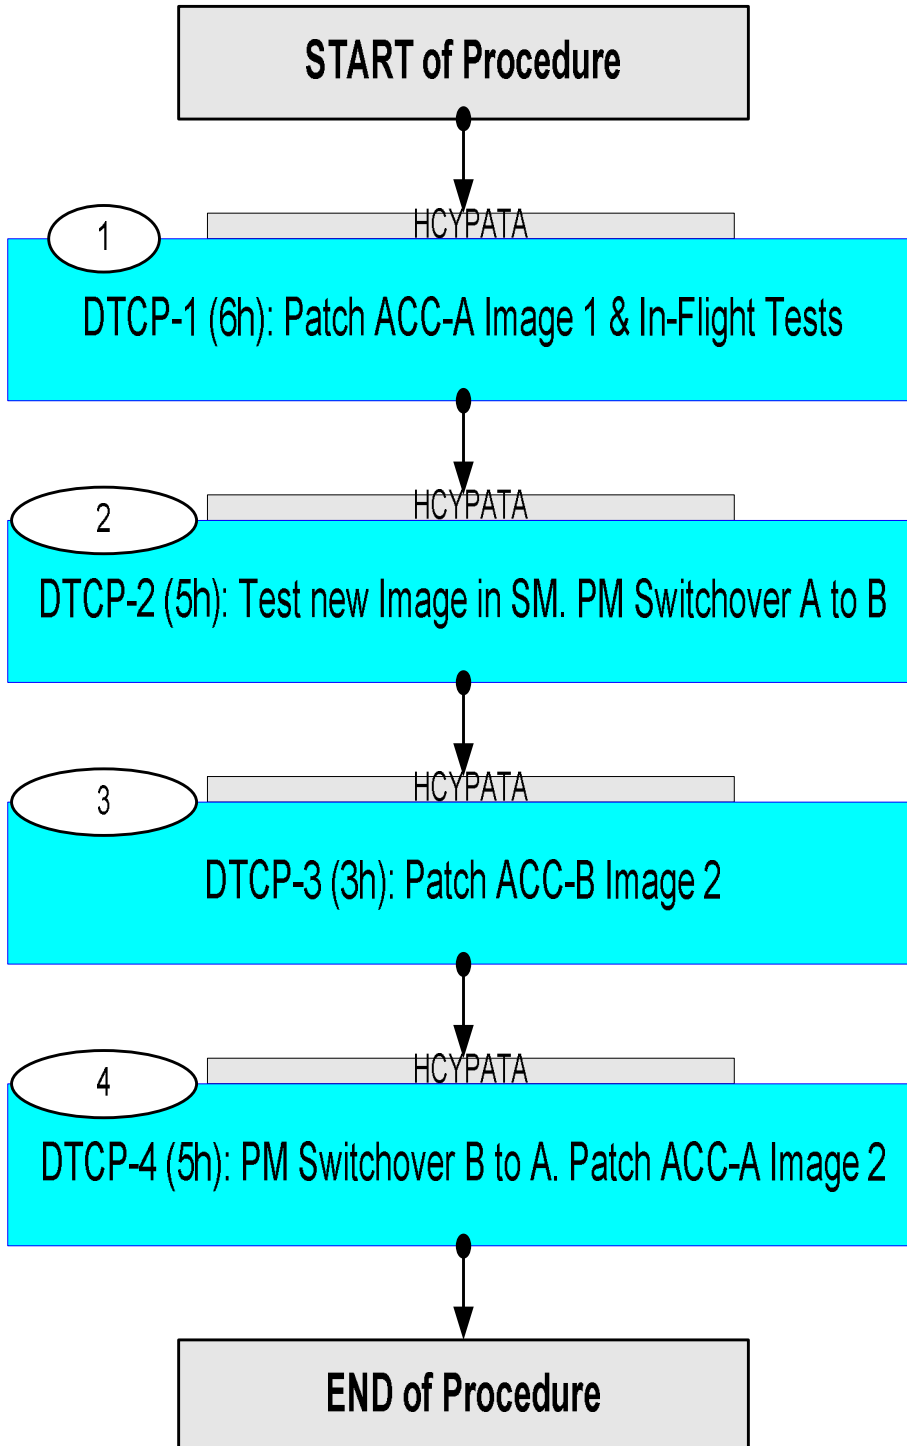 START of Procedure
HCYPATA
1
DTCP-1 (6h): Patch ACC-A Image 1 & In-Flight Tests
HCYPATA
2
DTCP-2 (5h): Test new Image in SM. PM Switchover A to B
HCYPATA
3
DTCP-3 (3h): Patch ACC-B Image 2
HCYPATA
4
DTCP-4 (5h): PM Switchover B to A. Patch ACC-A Image 2
END of Procedure